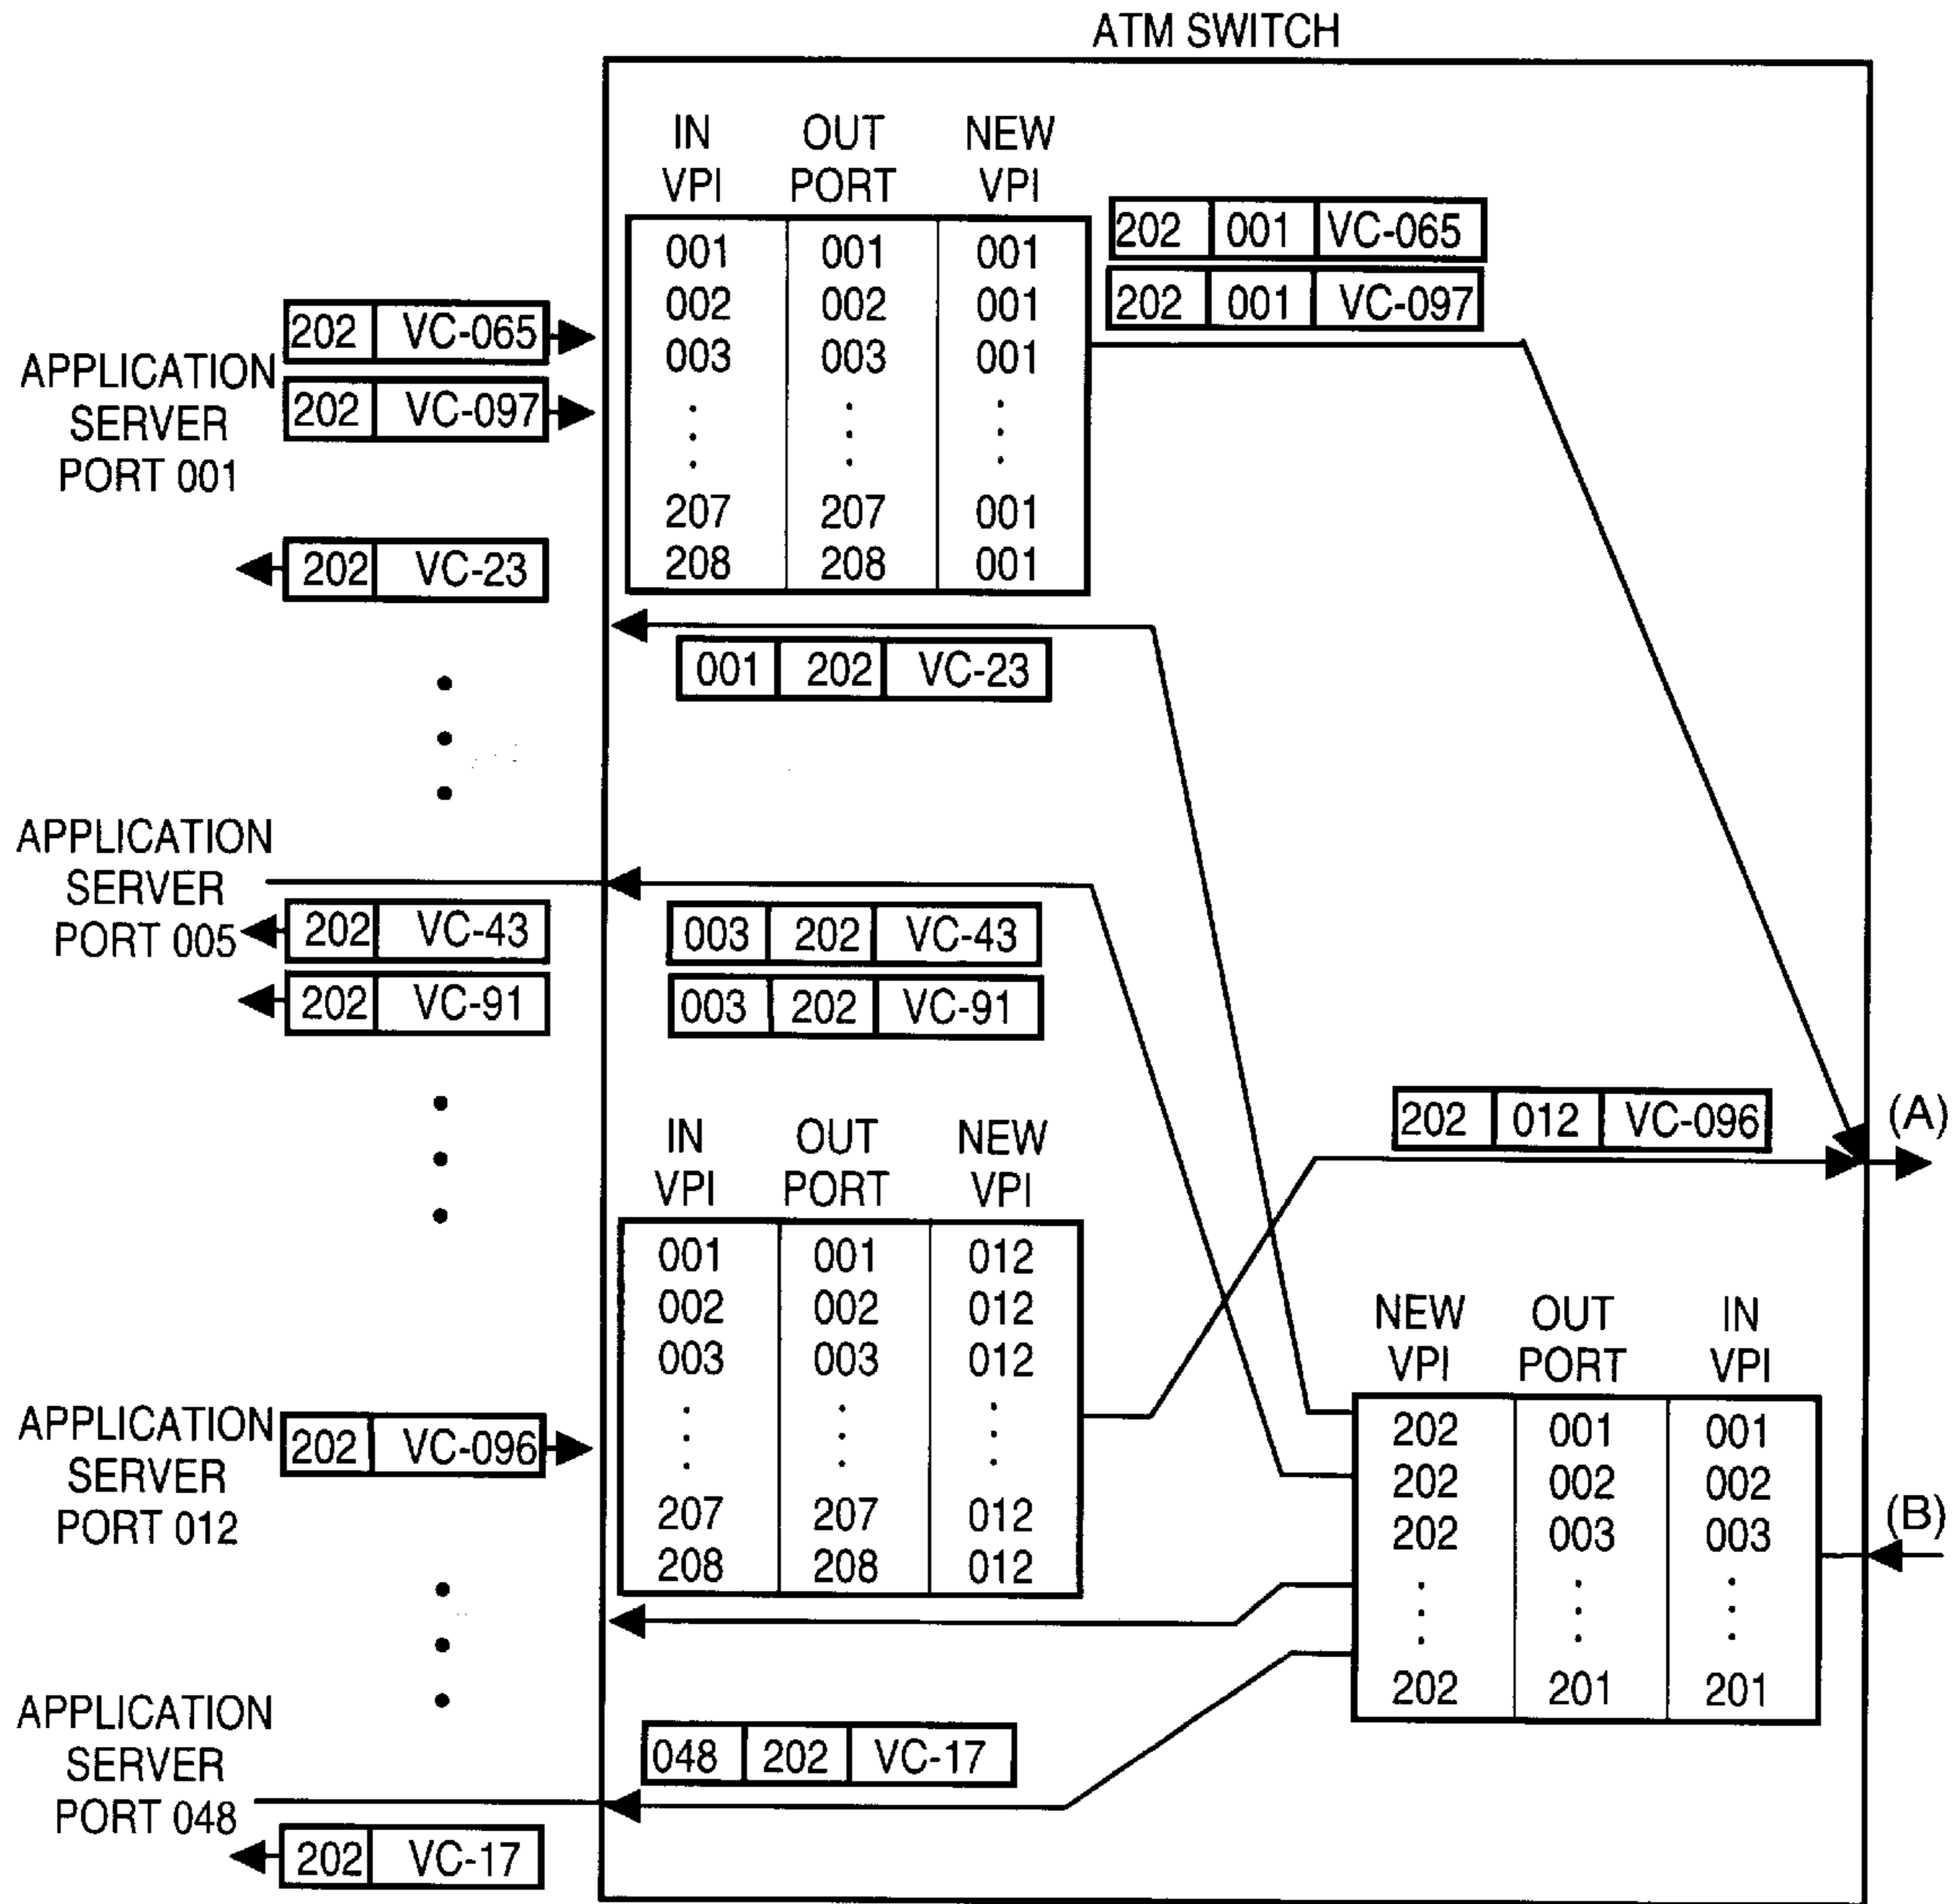 ATM SWITCH
IN OUT NEW
VPI PORT VPI
001 001 001
002 002 001
003 003 001
207 207 001
208 208 001
202 001 VC-065
202 001 VC-097
202 VC-065
202 VC-097
APPLICATION
SERVER
PORT 001
202 VC-23
001 202 VC-23
APPLICATION
SERVER
PORT 005
202 VC-43
202 VC-91
003 202 VC-43
003 202 VC-91
202 012 VC-096
(A)
IN OUT NEW
VPI PORT VPI
001 001 012
002 002 012
003 003 012
207 207 012
208 208 012
APPLICATION
SERVER
PORT 012
202 VC-096
NEW OUT IN
VPI PORT VPI
202 001 001
202 002 002
202 003 003
202 201 201
(B)
APPLICATION
SERVER
PORT 048
048 202 VC-17
202 VC-17